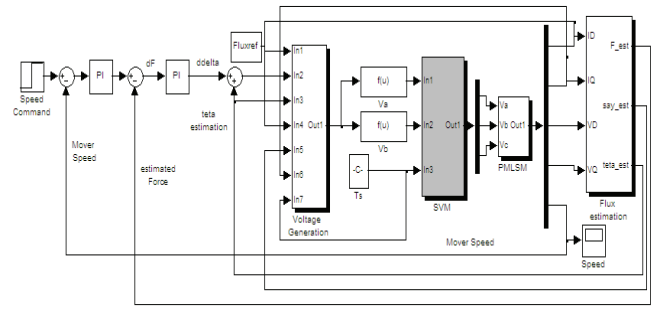 Speed
Command
PI
dF
PI
ddelta
teta
estimation
Mover
Speed
estimated
Force
Fluxref
In1
In2
In3
In4
In5
In6
In7
Out1
Voltage
Generation
f(u)
Va
f(u)
Vb
-C-
Ts
In1
In2
In3
Out1
SVM
Va
Vb
Vc
Out1
PMLSM
Mover Speed
ID
IQ
VD
VQ
F_est
say_est
teta_est
Flux
estimation
Speed